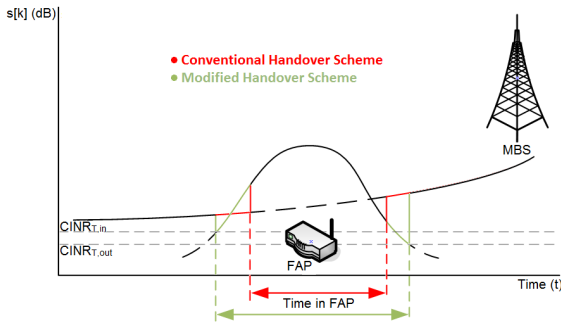 s[k] (dB)
Conventional Handover Scheme
Modified Handover Scheme
MBS
CINRT,in
CINRT,out
FAP
Time (t)
Time in FAP